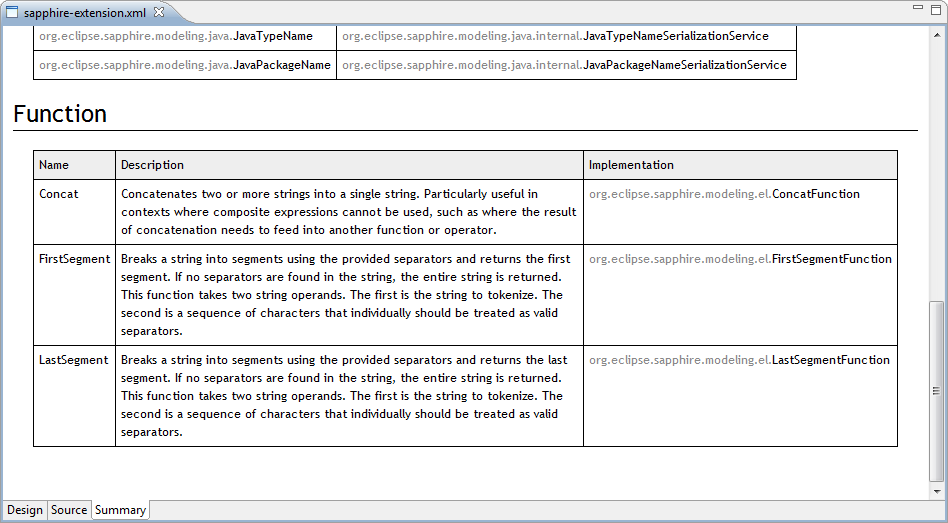 sapphire-extension.xml
org.eclipse.sapphire.modeling.java.JavaTypeName org.eclipse.sapphire.modeling.java.internal.JavaTypeNameSerializationService
org.eclipse.sapphire.modeling.java.JavaPackageName org.eclipse.sapphire.modeling.java.internal.JavaPackageNameSerializationService
Function
Name Description Implementation
Concat Concatenates two or more strings into a single string. Particularly useful in org.eclipse.sapphire.modeling.el.ConcatFunction
contexts where composite expressions cannot be used, such as where the result
of concatenation needs to feed into another function or operator.
FirstSegment Breaks a string into segments using the provided separators and returns the first org.eclipse.sapphire.modeling.el.FirstSegmentFunction
segment. If no separators are found in the string, the entire string is returned.
This function takes two string operands. The first is the string to tokenize. The
second is a sequence of characters that individually should be treated as valid
separators.
LastSegment Breaks a string into segments using the provided separators and returns the last org.eclipse.sapphire.modeling.el.LastSegmentFunction
segment. If no separators are found in the string, the entire string is returned.
This function takes two string operands. The first is the string to tokenize. The
second is a sequence of characters that individually should be treated as valid
separators.
Design Source Summary